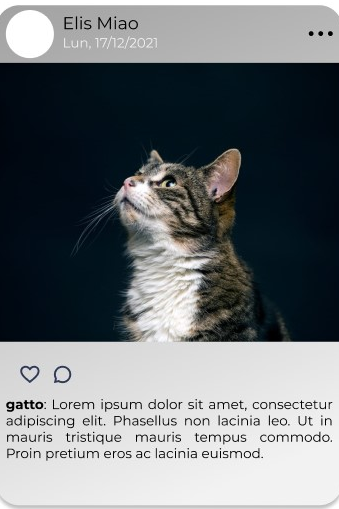 Elis Miao
Lun, 17/12/2021
gatto: Lorem ipsum dolor sit amet, consectetur
adipiscing elit. Phasellus non lacinia leo. Ut in
mauris tristique mauris tempus commodo.
Proin pretium eros ac lacinia euismod.